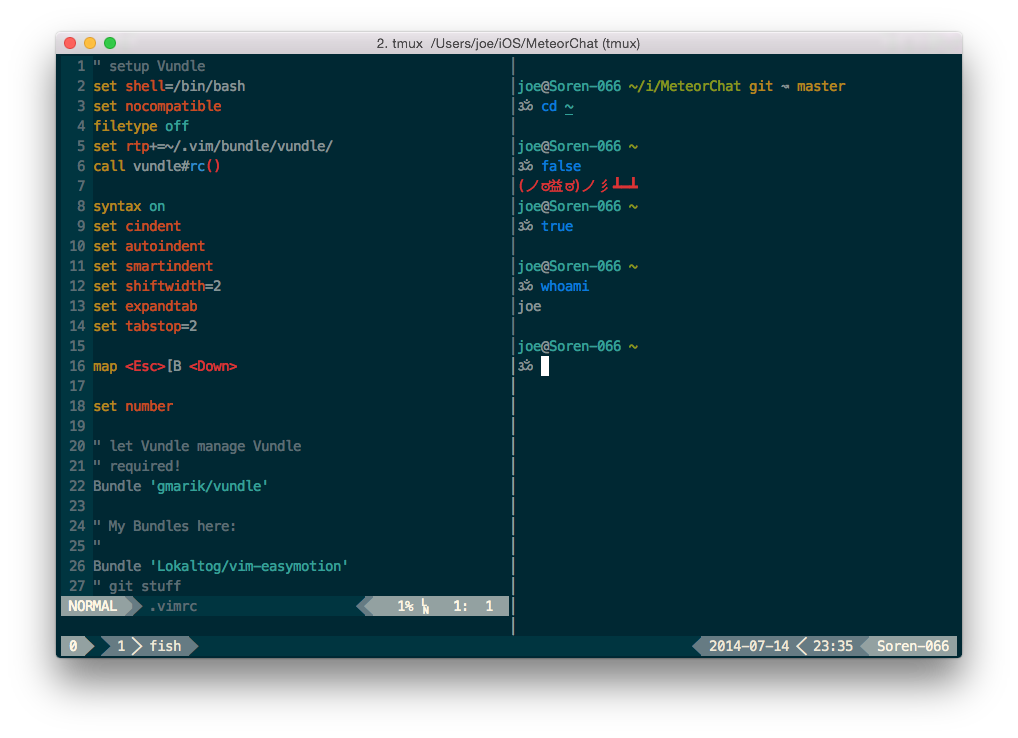 2. tmux /Users/joe/iOS/MeteorChat (tmux)
1 " setup Vundle
2 set shell=/bin/bash
3 set nocompatible
4 filetype off
5 set rtp+=~/.vim/bundle/vundle/
6 call vundle#rc()
7
8 syntax on
9 set cindent
10 set autoindent
11 set smartindent
12 set shiftwidth=2
13 set expandtab
14 set tabstop=2
15
16 map <Esc>[B <Down>
17
18 set number
19
20 " let Vundle manage Vundle
21 " required!
22 Bundle 'gmarik/vundle'
23
24 " My Bundles here:
25 "
26 Bundle 'Lokaltog/vim-easymotion'
27 " git stuff
NORMAL .vimrc 1% LN 1: 1
joe@Soren-066 ~/i/MeteorChat git ↝ master
ॐ cd ~
joe@Soren-066 ~
ॐ false
(ノಠ益ಠ)ノ彡┻━┻
joe@Soren-066 ~
ॐ true
joe@Soren-066 ~
ॐ whoami
joe
joe@Soren-066 ~
ॐ
0 1 fish 2014-07-14 23:35 Soren-066